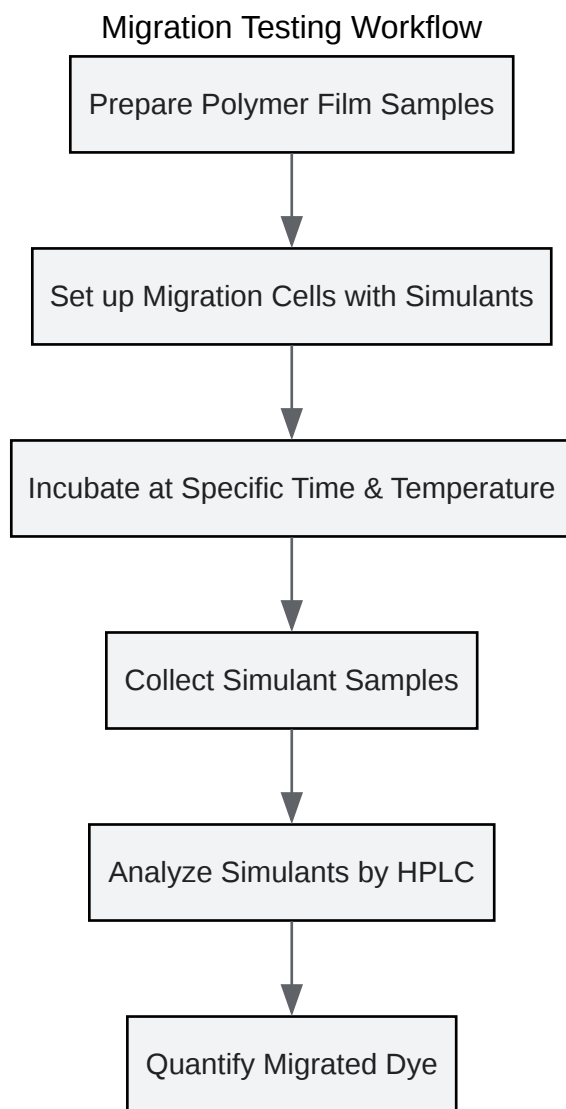 Migration Testing Workflow
Prepare Polymer Film Samples
Set up Migration Cells with Simulants
Incubate at Specific Time & Temperature
Collect Simulant Samples
Analyze Simulants by HPLC
Quantify Migrated Dye